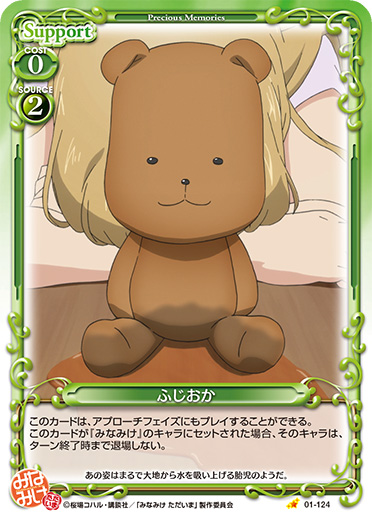 Precious Memories
Support
COST
0
SOURCE
2
ふじおか
このカードは、アプローチフェイズにもプレイすることができる。
このカードが「みなみけ」のキャラにセットされた場合、そのキャラは、
ターン終了時まで退場しない。
あの姿はまるで大地から水を吸い上げる胎児のようだ。
みなみけ
©桜場コハル・講談社／「みなみけ ただいま」製作委員会
01-124